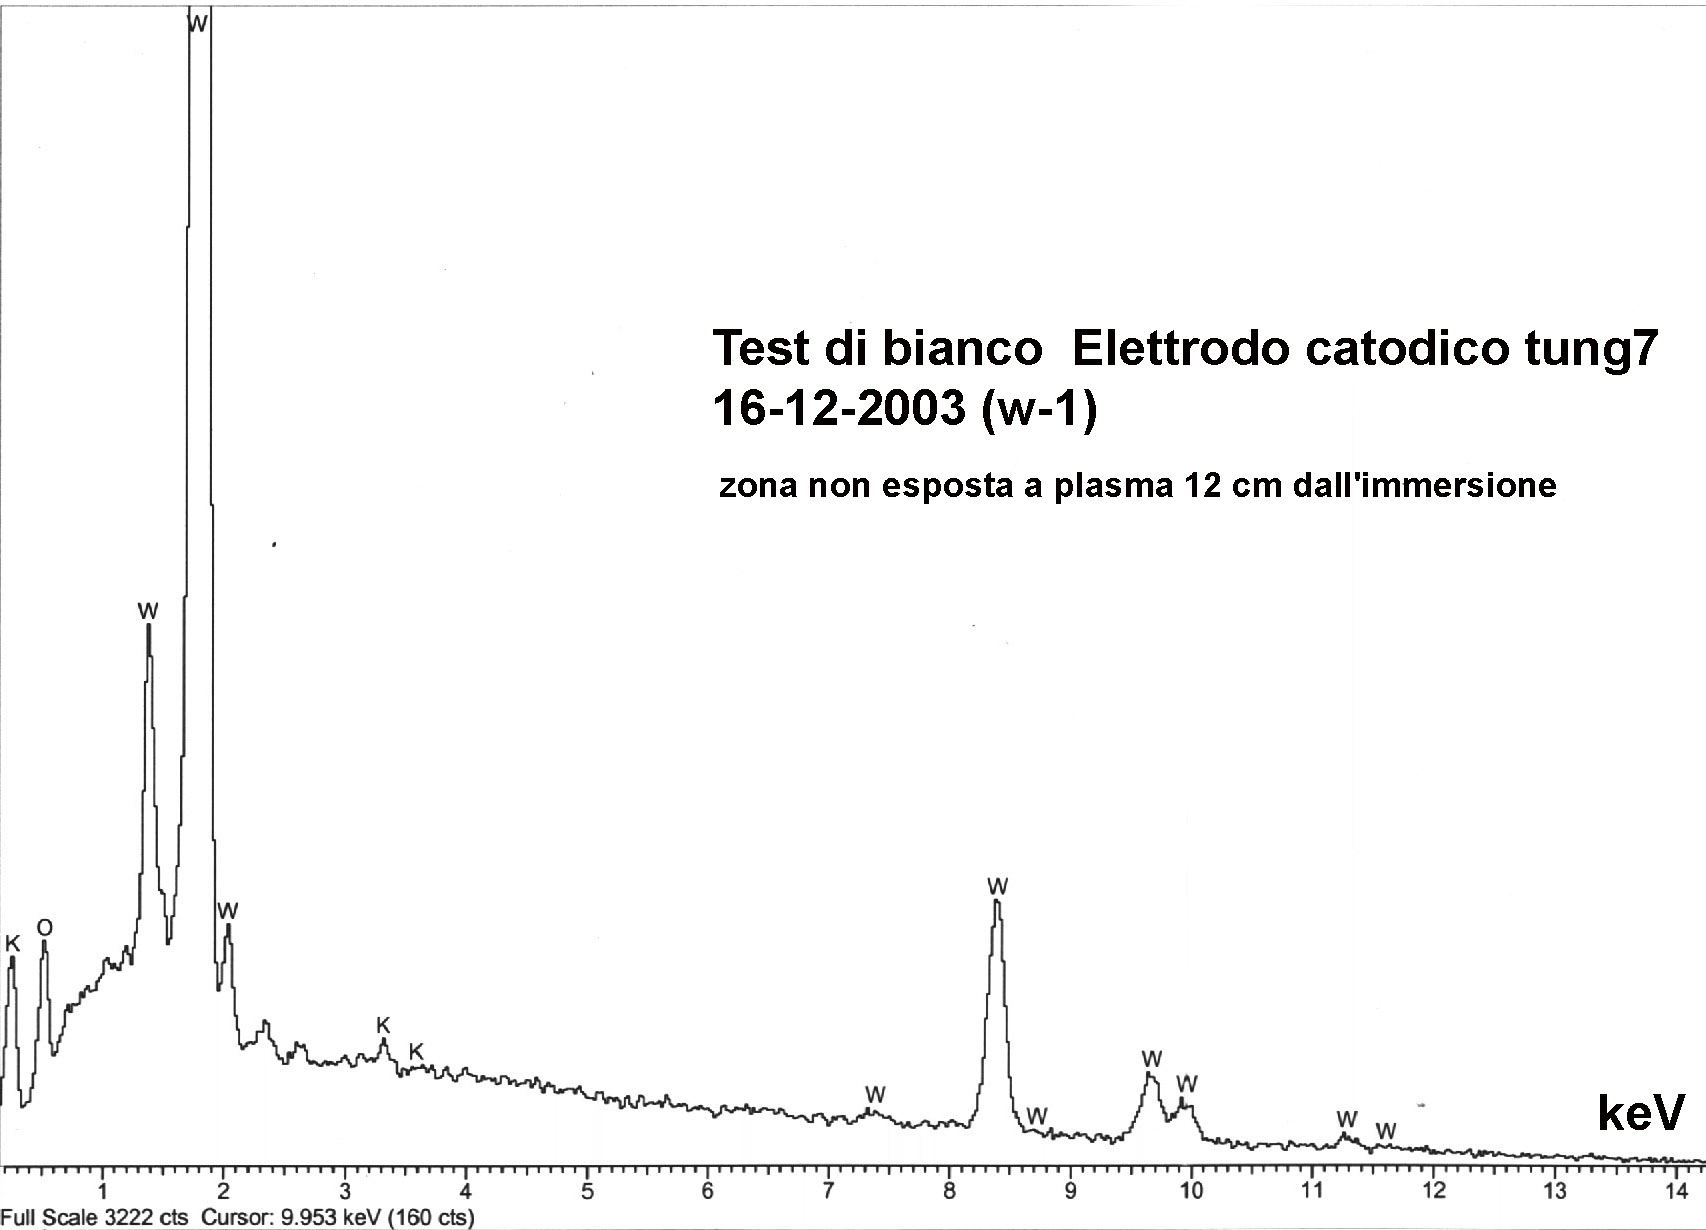 W
Test di bianco Elettrodo catodico tung7
16-12-2003 (w-1)
zona non esposta a plasma 12 cm dall'immersione
W
W
W
K
O
K
K
W
W
W
W
W
W
keV
1 2 3 4 5 6 7 8 9 10 11 12 13 14
Full Scale 3222 cts Cursor: 9.953 keV (160 cts)